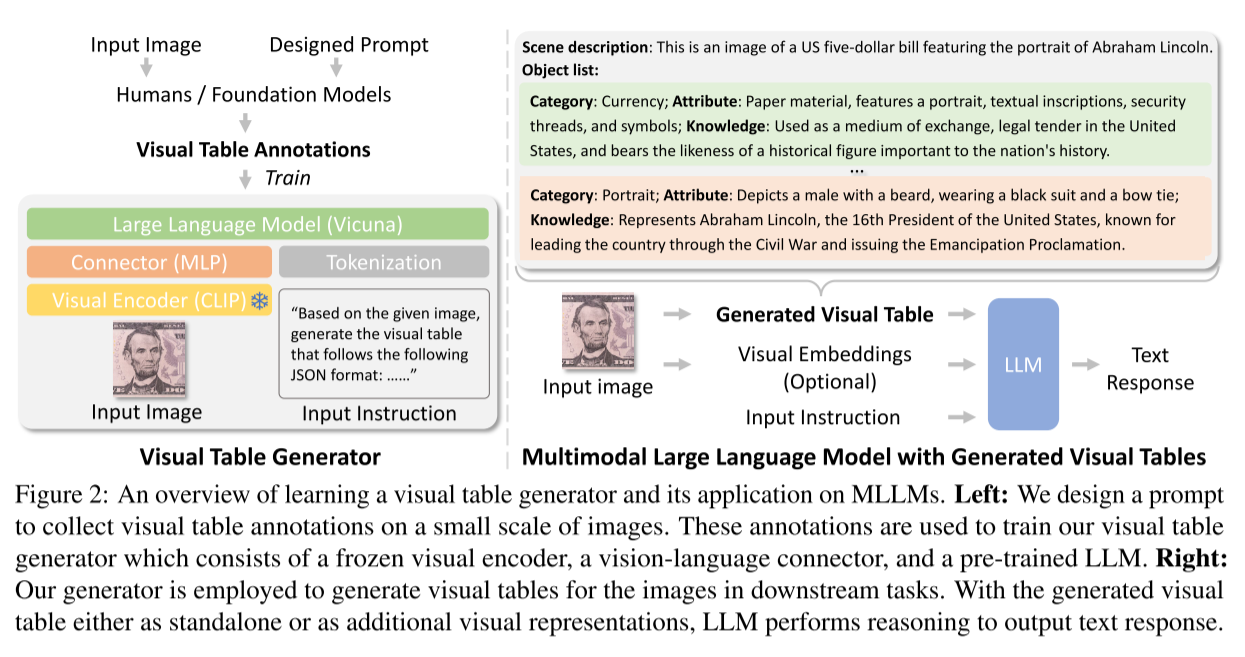 Input Image
Designed Prompt
Humans / Foundation Models
Visual Table Annotations
Train
Large Language Model (Vicuna)
Connector (MLP)
Tokenization
Visual Encoder (CLIP)
“Based on the given image,
generate the visual table
that follows the following
JSON format: ……”
Input Image
Input Instruction
Visual Table Generator
Scene description: This is an image of a US five-dollar bill featuring the portrait of Abraham Lincoln.
Object list:
Category: Currency; Attribute: Paper material, features a portrait, textual inscriptions, security
threads, and symbols; Knowledge: Used as a medium of exchange, legal tender in the United
States, and bears the likeness of a historical figure important to the nation's history.
...
Category: Portrait; Attribute: Depicts a male with a beard, wearing a black suit and a bow tie;
Knowledge: Represents Abraham Lincoln, the 16th President of the United States, known for
leading the country through the Civil War and issuing the Emancipation Proclamation.
Input image
Generated Visual Table
Visual Embeddings
(Optional)
Input Instruction
LLM
Text
Response
Multimodal Large Language Model with Generated Visual Tables
Figure 2: An overview of learning a visual table generator and its application on MLLMs. Left: We design a prompt
to collect visual table annotations on a small scale of images. These annotations are used to train our visual table
generator which consists of a frozen visual encoder, a vision-language connector, and a pre-trained LLM. Right:
Our generator is employed to generate visual tables for the images in downstream tasks. With the generated visual
table either as standalone or as additional visual representations, LLM performs reasoning to output text response.